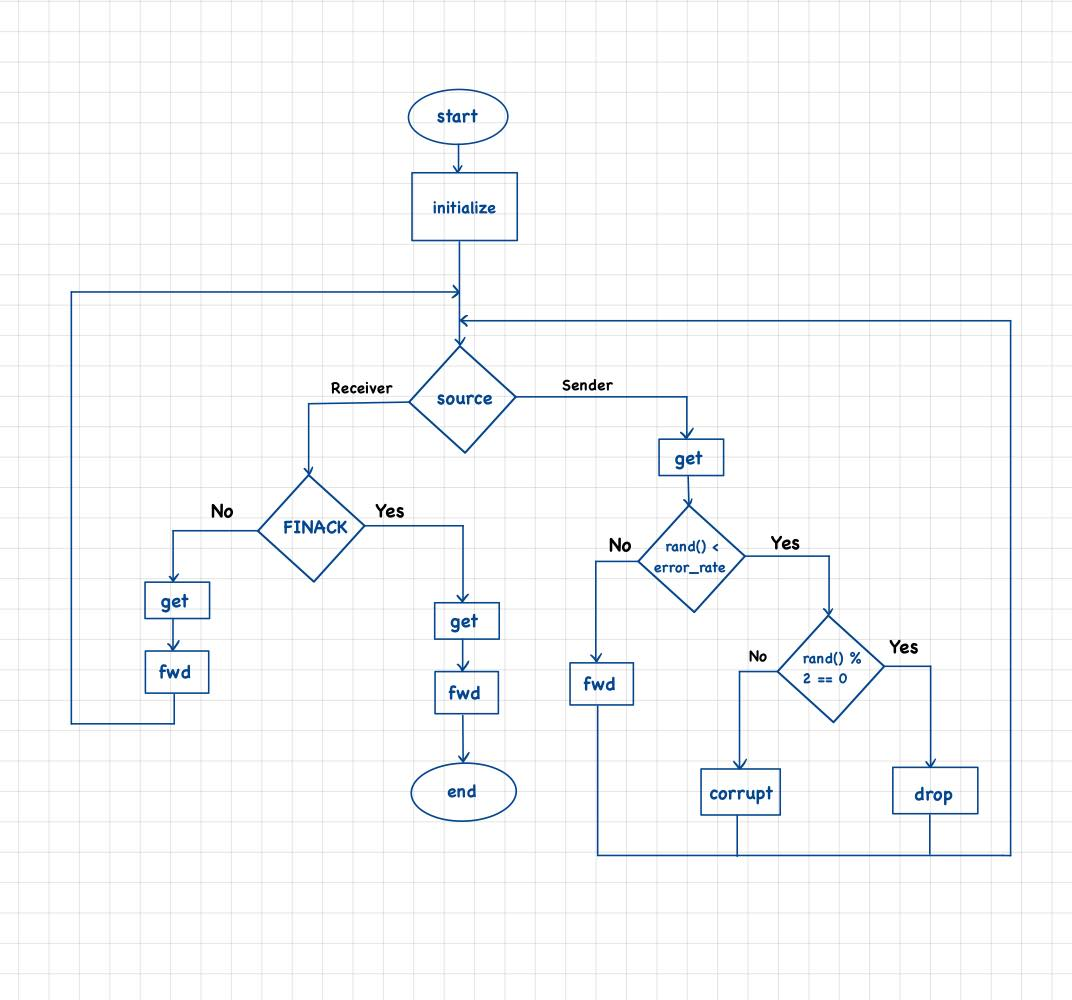 start
initialize
Receiver
source
Sender
get
No
FINACK
Yes
No
rand() <
error_rate
Yes
get
fwd
get
fwd
end
fwd
No
rand() %
2 == 0
Yes
corrupt
drop